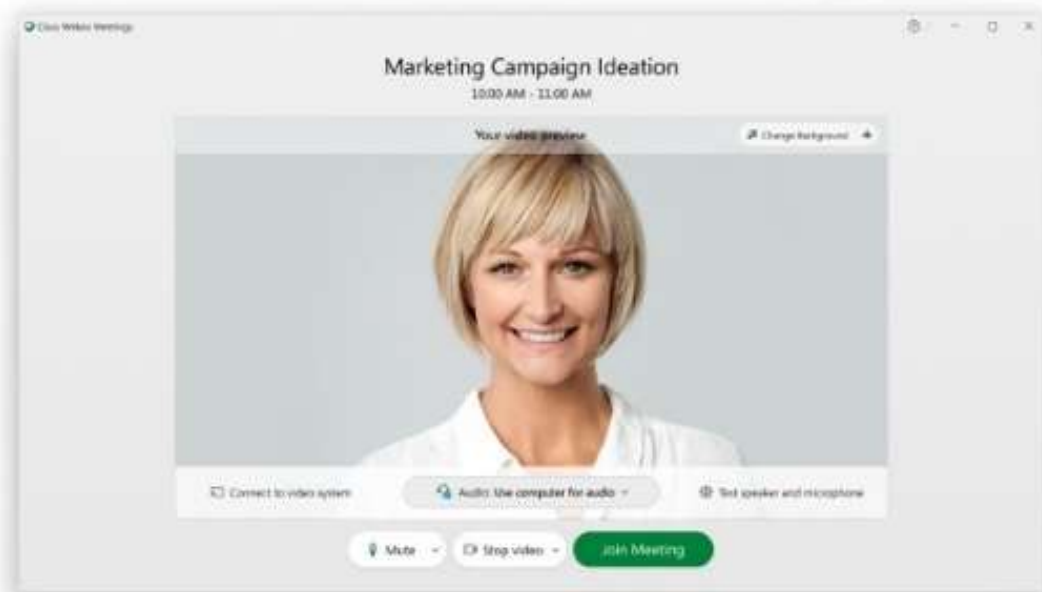 Cisco Webex Meetings
Marketing Campaign Ideation
10:00 AM - 11:00 AM
Your video preview
Change Background
Connect to video system
Audio: Use computer for audio
Test speaker and microphone
Mute
Stop video
Join Meeting